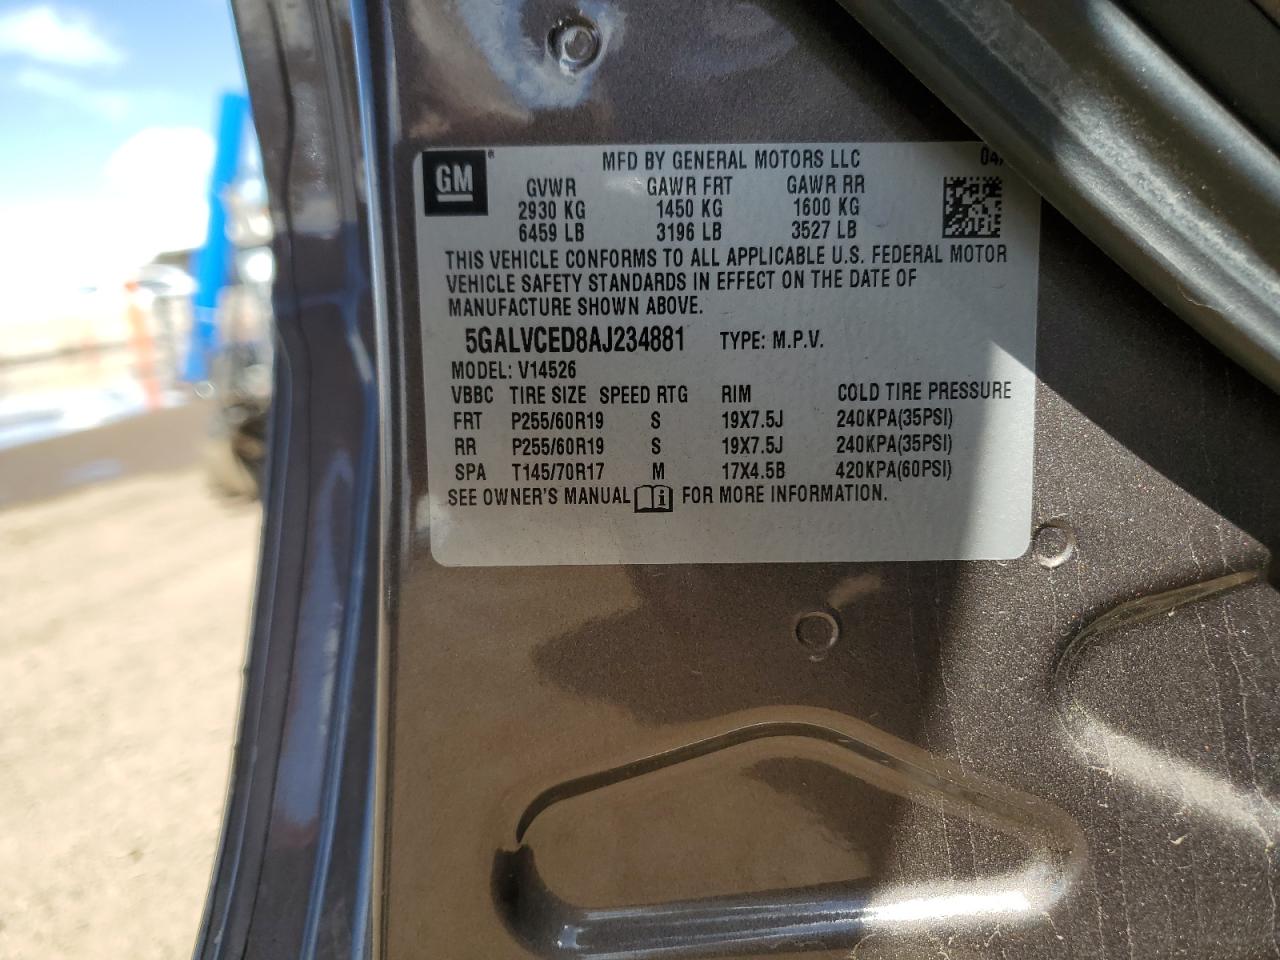 GM ® MFD BY GENERAL MOTORS LLC 04/
GVWR GAWR FRT GAWR RR
2930 KG 1450 KG 1600 KG
6459 LB 3196 LB 3527 LB
THIS VEHICLE CONFORMS TO ALL APPLICABLE U.S. FEDERAL MOTOR
VEHICLE SAFETY STANDARDS IN EFFECT ON THE DATE OF
MANUFACTURE SHOWN ABOVE.
5GALVCED8AJ234881 TYPE: M.P.V.
MODEL: V14526
VBBC TIRE SIZE SPEED RTG RIM COLD TIRE PRESSURE
FRT P255/60R19 S 19X7.5J 240KPA(35PSI)
RR P255/60R19 S 19X7.5J 240KPA(35PSI)
SPA T145/70R17 M 17X4.5B 420KPA(60PSI)
SEE OWNER'S MANUAL i FOR MORE INFORMATION.